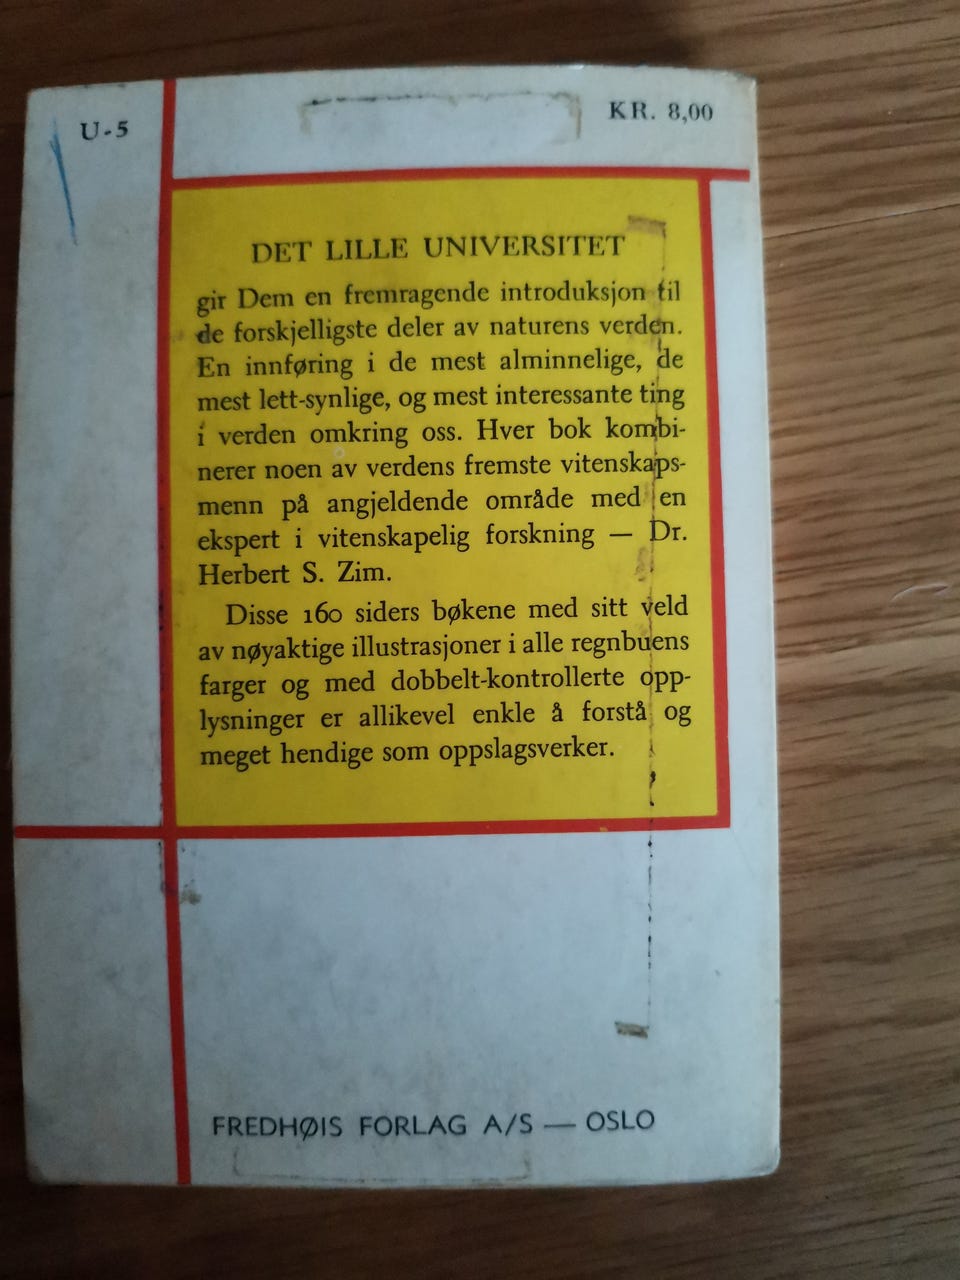 U-5
KR. 8,00
DET LILLE UNIVERSITET
gir Dem en fremragende introduksjon til
de forskjelligste deler av naturens verden.
En innføring i de mest alminnelige, de
mest lett-synlige, og mest interessante ting
i verden omkring oss. Hver bok kombi-
nerer noen av verdens fremste vitenskaps-
menn på angjeldende område med en
ekspert i vitenskapelig forskning — Dr.
Herbert S. Zim.
Disse 160 siders bøkene med sitt veld
av nøyaktige illustrasjoner i alle regnbuens
farger og med dobbelt-kontrollerte opp-
lysninger er allikevel enkle å forstå og
meget hendige som oppslagsverker.
FREDHØIS FORLAG A/S — OSLO